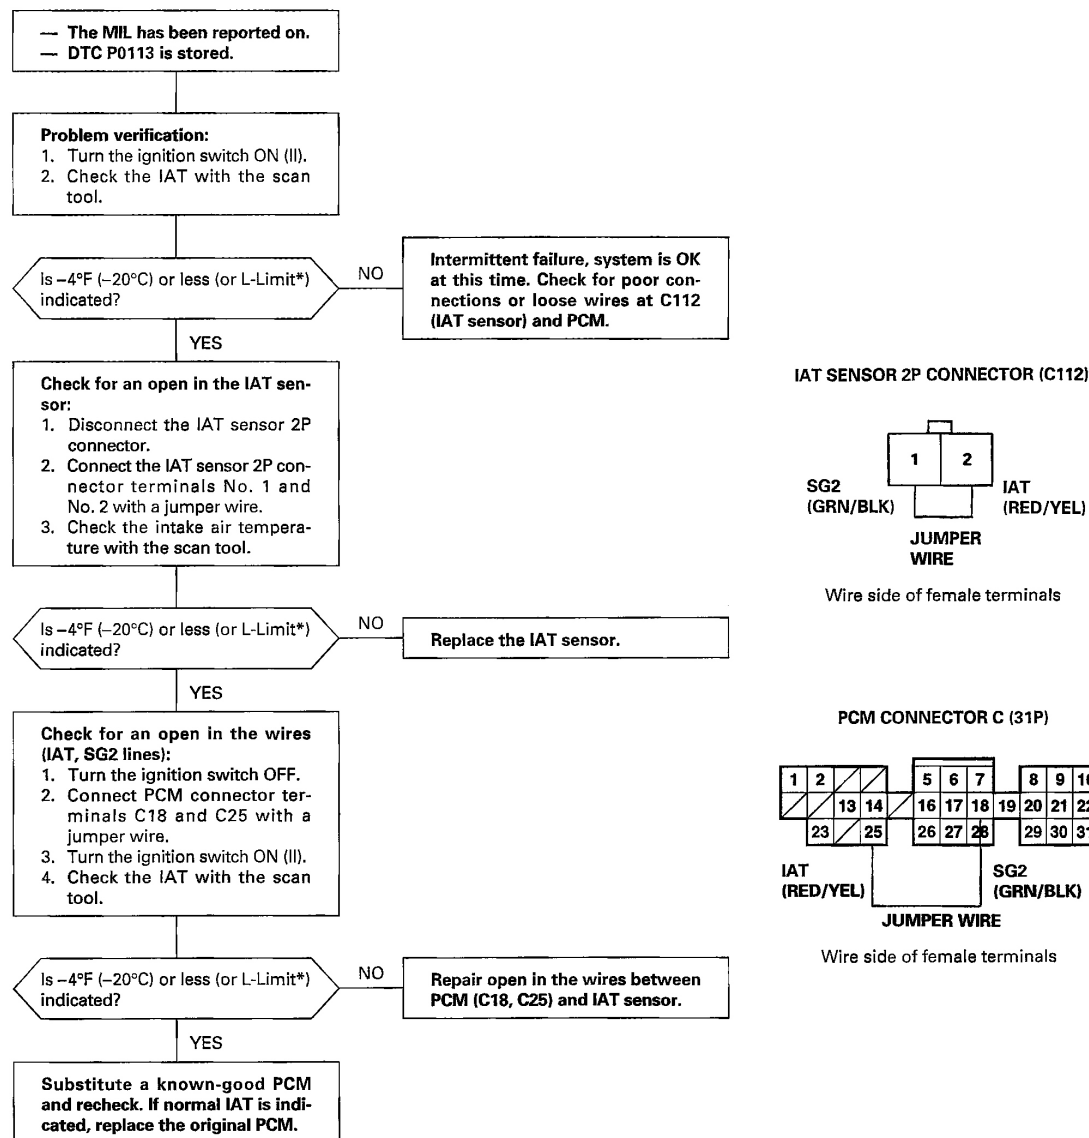 — The MIL has been reported on.
— DTC P0113 is stored.
Problem verification:
1. Turn the ignition switch ON (II).
2. Check the IAT with the scan
tool.
Is –4°F (–20°C) or less (or L-Limit*)
indicated?
NO
Intermittent failure, system is OK
at this time. Check for poor con-
nections or loose wires at C112
(IAT sensor) and PCM.
YES
Check for an open in the IAT sen-
sor:
1. Disconnect the IAT sensor 2P
connector.
2. Connect the IAT sensor 2P con-
nector terminals No. 1 and
No. 2 with a jumper wire.
3. Check the intake air tempera-
ture with the scan tool.
Is –4°F (–20°C) or less (or L-Limit*)
indicated?
NO
Replace the IAT sensor.
YES
Check for an open in the wires
(IAT, SG2 lines):
1. Turn the ignition switch OFF.
2. Connect PCM connector ter-
minals C18 and C25 with a
jumper wire.
3. Turn the ignition switch ON (II).
4. Check the IAT with the scan
tool.
Is –4°F (–20°C) or less (or L-Limit*)
indicated?
NO
Repair open in the wires between
PCM (C18, C25) and IAT sensor.
YES
Substitute a known-good PCM
and recheck. If normal IAT is indi-
cated, replace the original PCM.
IAT SENSOR 2P CONNECTOR (C112)
1 2
SG2
(GRN/BLK)
IAT
(RED/YEL)
JUMPER
WIRE
Wire side of female terminals
PCM CONNECTOR C (31P)
1 2 5 6 7 8 9 10
13 14 16 17 18 19 20 21 22
23 25 26 27 28 29 30 31
IAT
(RED/YEL)
SG2
(GRN/BLK)
JUMPER WIRE
Wire side of female terminals